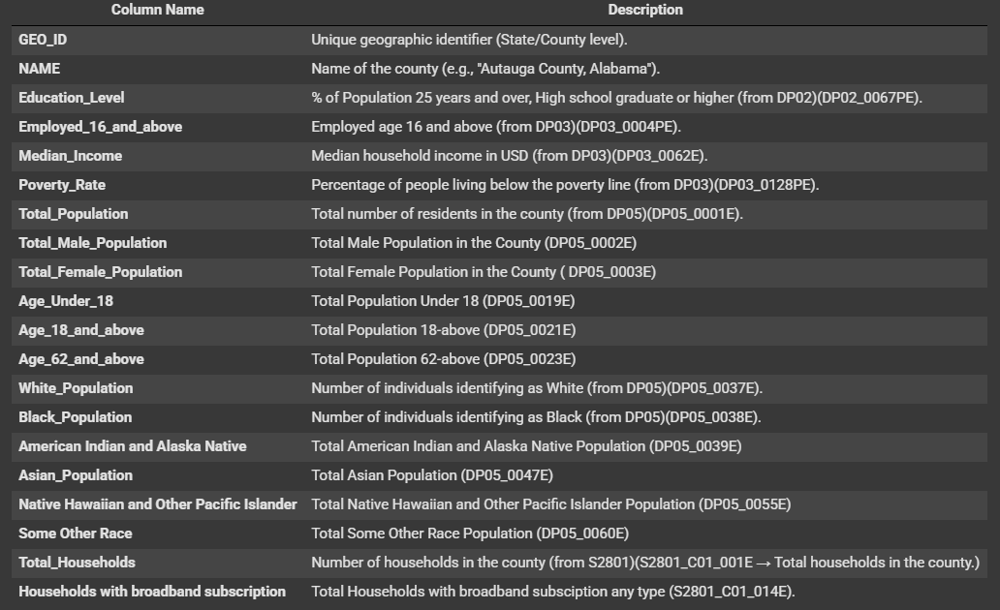 Column Name Description
GEO_ID Unique geographic identifier (State/County level).
NAME Name of the county (e.g., "Autauga County, Alabama").
Education_Level % of Population 25 years and over, High school graduate or higher (from DP02)(DP02_0067PE).
Employed_16_and_above Employed age 16 and above (from DP03)(DP03_0004PE).
Median_Income Median household income in USD (from DP03)(DP03_0062E).
Poverty_Rate Percentage of people living below the poverty line (from DP03)(DP03_0128PE).
Total_Population Total number of residents in the county (from DP05)(DP05_0001E).
Total_Male_Population Total Male Population in the County (DP05_0002E)
Total_Female_Population Total Female Population in the County ( DP05_0003E)
Age_Under_18 Total Population Under 18 (DP05_0019E)
Age_18_and_above Total Population 18-above (DP05_0021E)
Age_62_and_above Total Population 62-above (DP05_0023E)
White_Population Number of individuals identifying as White (from DP05)(DP05_0037E).
Black_Population Number of individuals identifying as Black (from DP05)(DP05_0038E).
American Indian and Alaska Native Total American Indian and Alaska Native Population (DP05_0039E)
Asian_Population Total Asian Population (DP05_0047E)
Native Hawaiian and Other Pacific Islander Total Native Hawaiian and Other Pacific Islander Population (DP05_0055E)
Some Other Race Total Some Other Race Population (DP05_0060E)
Total_Households Number of households in the county (from S2801)(S2801_C01_001E → Total households in the county.)
Households with broadband subscription Total Households with broadband subsciption any type (S2801_C01_014E).